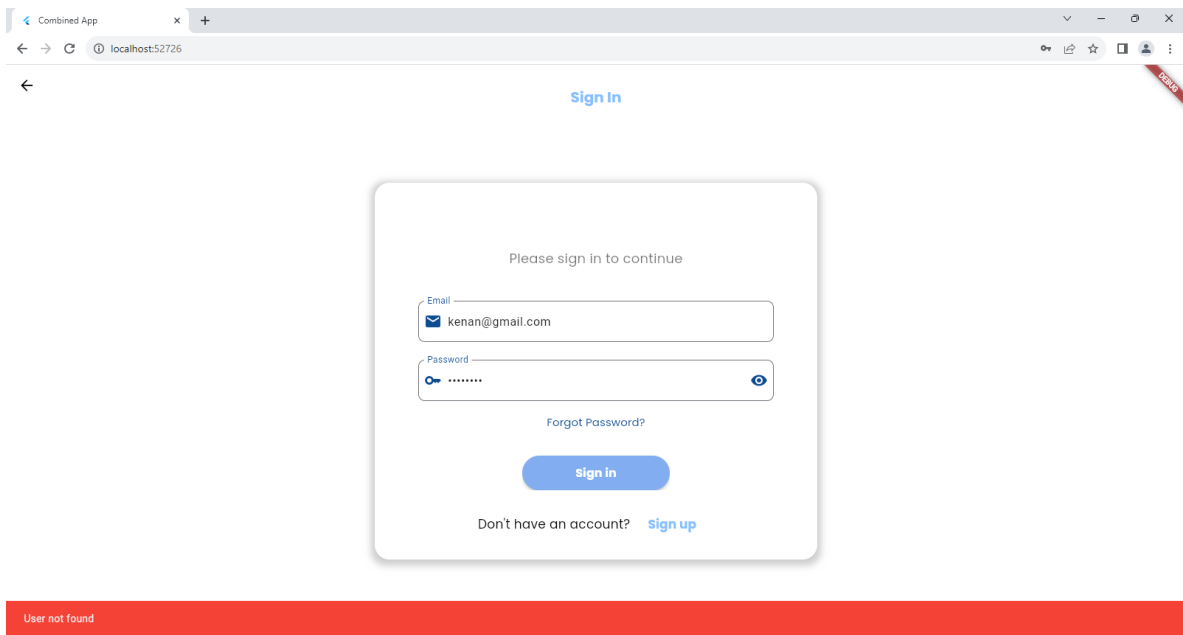 Combined App
localhost:52726
DEBUG
Sign In
Please sign in to continue
Email
kenan@gmail.com
Password
••••••••
Forgot Password?
Sign in
Don't have an account? Sign up
User not found